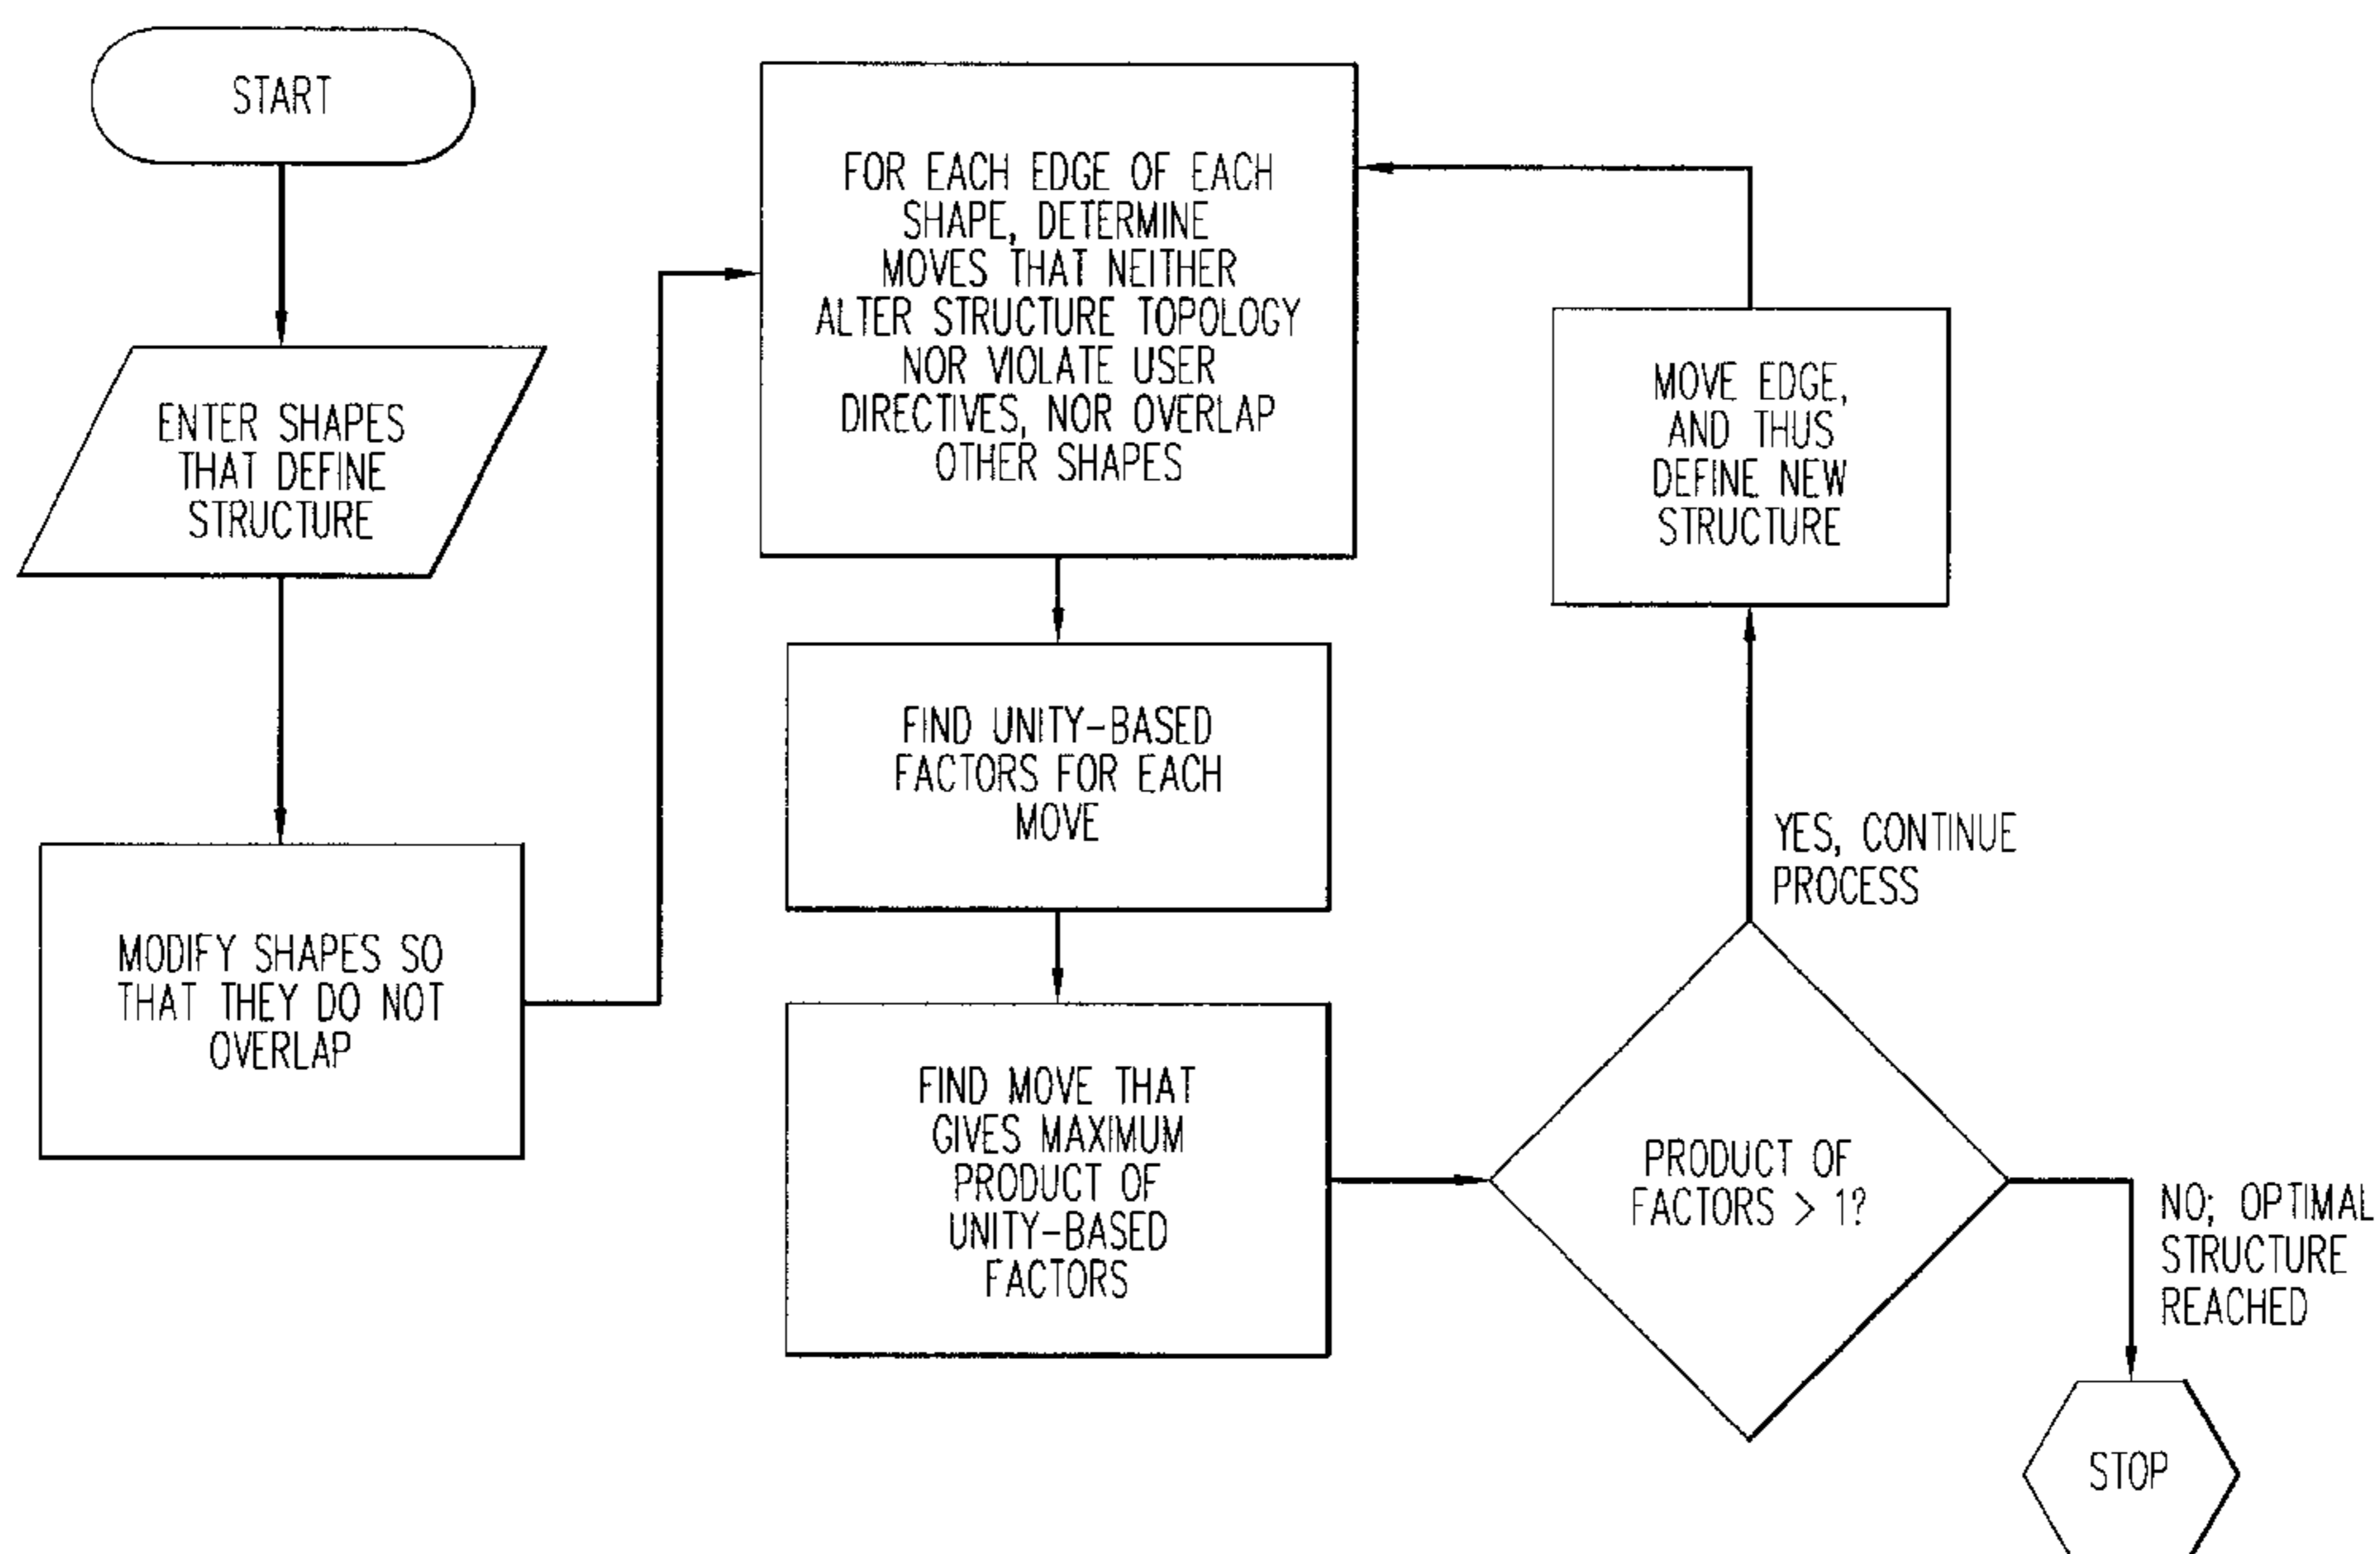 START
ENTER SHAPES
THAT DEFINE
STRUCTURE
MODIFY SHAPES SO
THAT THEY DO NOT
OVERLAP
FOR EACH EDGE OF EACH
SHAPE, DETERMINE
MOVES THAT NEITHER
ALTER STRUCTURE TOPOLOGY
NOR VIOLATE USER
DIRECTIVES, NOR OVERLAP
OTHER SHAPES
FIND UNITY-BASED
FACTORS FOR EACH
MOVE
FIND MOVE THAT
GIVES MAXIMUM
PRODUCT OF
UNITY-BASED
FACTORS
PRODUCT OF
FACTORS > 1?
YES, CONTINUE
PROCESS
MOVE EDGE,
AND THUS
DEFINE NEW
STRUCTURE
NO; OPTIMAL
STRUCTURE
REACHED
STOP